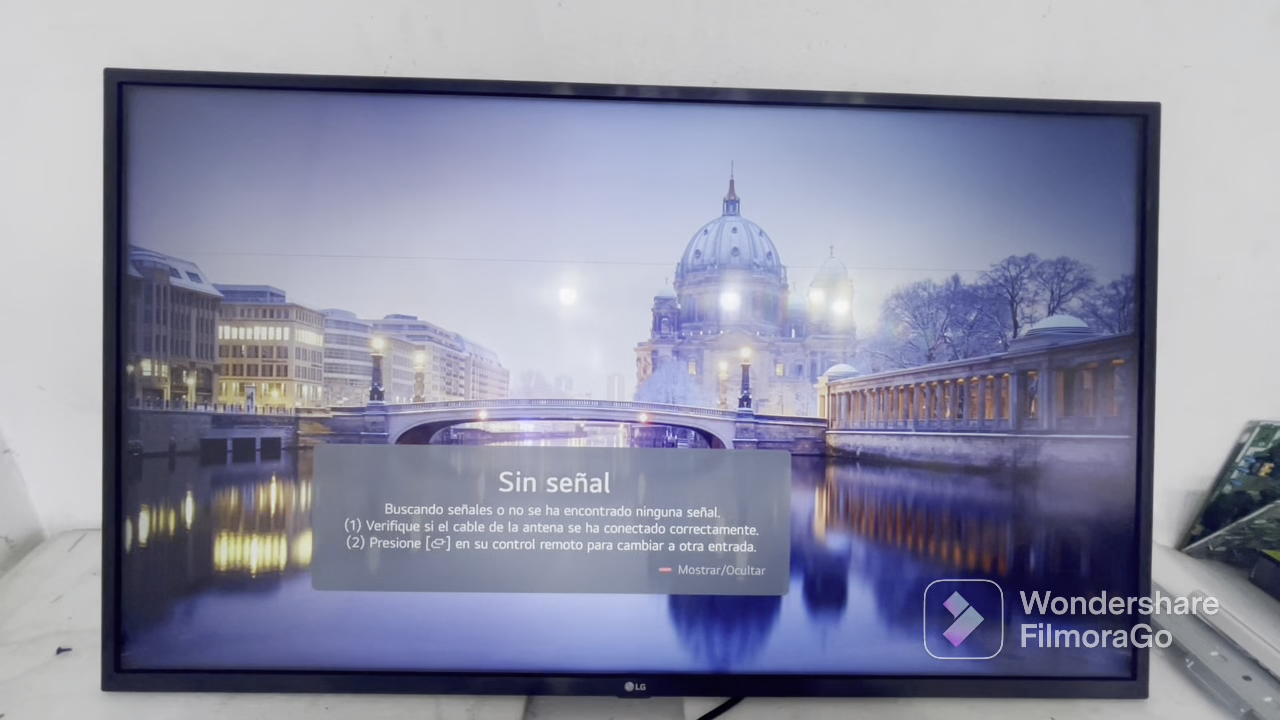 Sin señal
Buscando señales o no se ha encontrado ninguna señal.
(1) Verifique si el cable de la antena se ha conectado correctamente.
(2) Presione [⮔] en su control remoto para cambiar a otra entrada.
Mostrar/Ocultar
Wondershare
FilmoraGo
LG